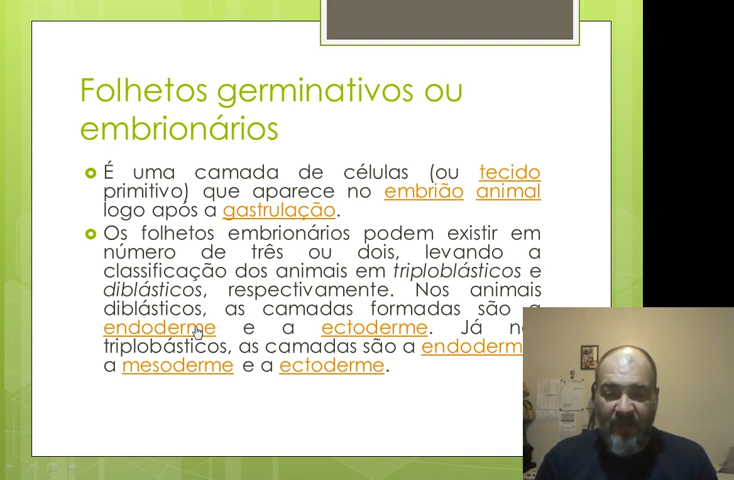 Folhetos germinativos ou
embrionários
É uma camada de células (ou tecido
primitivo) que aparece no embrião animal
logo após a gastrulação.
Os folhetos embrionários podem existir em
número de três ou dois, levando a
classificação dos animais em triploblásticos e
diblásticos, respectivamente. Nos animais
diblásticos, as camadas formadas são a
endoderme e a ectoderme. Já
triplobásticos, as camadas são a
a mesoderme e a ectoderme.